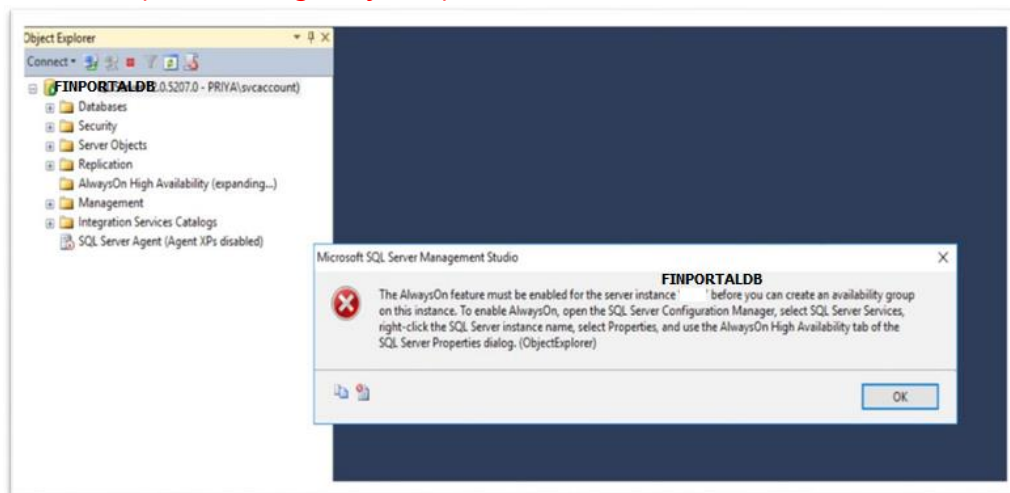 Object Explorer
Connect
FINPORTALDB 2.0.5207.0 - PRIYA\svcaccount)
Databases
Security
Server Objects
Replication
AlwaysOn High Availability (expanding...)
Management
Integration Services Catalogs
SQL Server Agent (Agent XPs disabled)
Microsoft SQL Server Management Studio
FINPORTALDB
The AlwaysOn feature must be enabled for the server instance ' ' before you can create an availability group
on this instance. To enable AlwaysOn, open the SQL Server Configuration Manager, select SQL Server Services,
right-click the SQL Server instance name, select Properties, and use the AlwaysOn High Availability tab of the
SQL Server Properties dialog. (ObjectExplorer)
OK